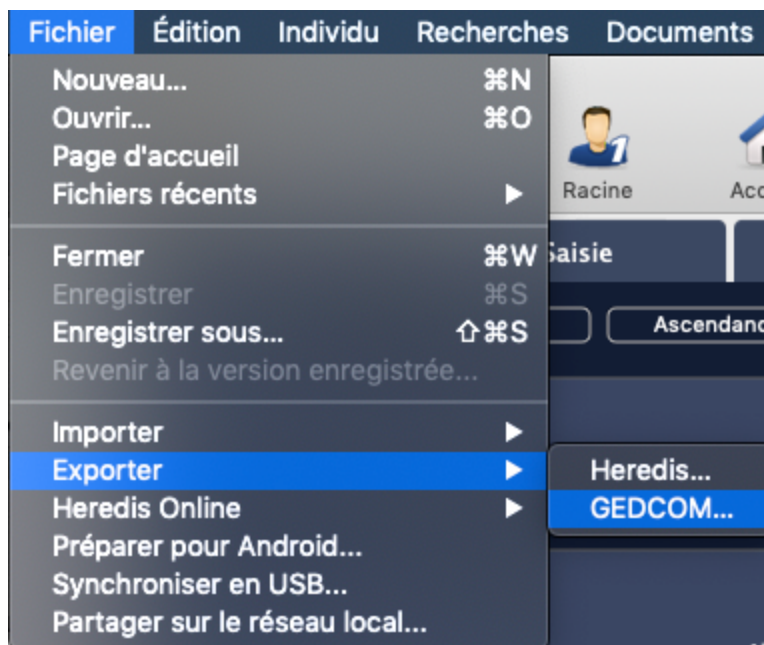 Fichier Édition Individu Recherches Documents
Nouveau... ⌘N
Ouvrir... ⌘O
Page d'accueil
Fichiers récents ▶
Racine
Fermer ⌘W
Saisie
Enregistrer ⌘S
Enregistrer sous... ⇧⌘S
Revenir à la version enregistrée...
Importer ▶
Exporter ▶ Heredis...
Heredis Online ▶ GEDCOM...
Préparer pour Android...
Synchroniser en USB...
Partager sur le réseau local...